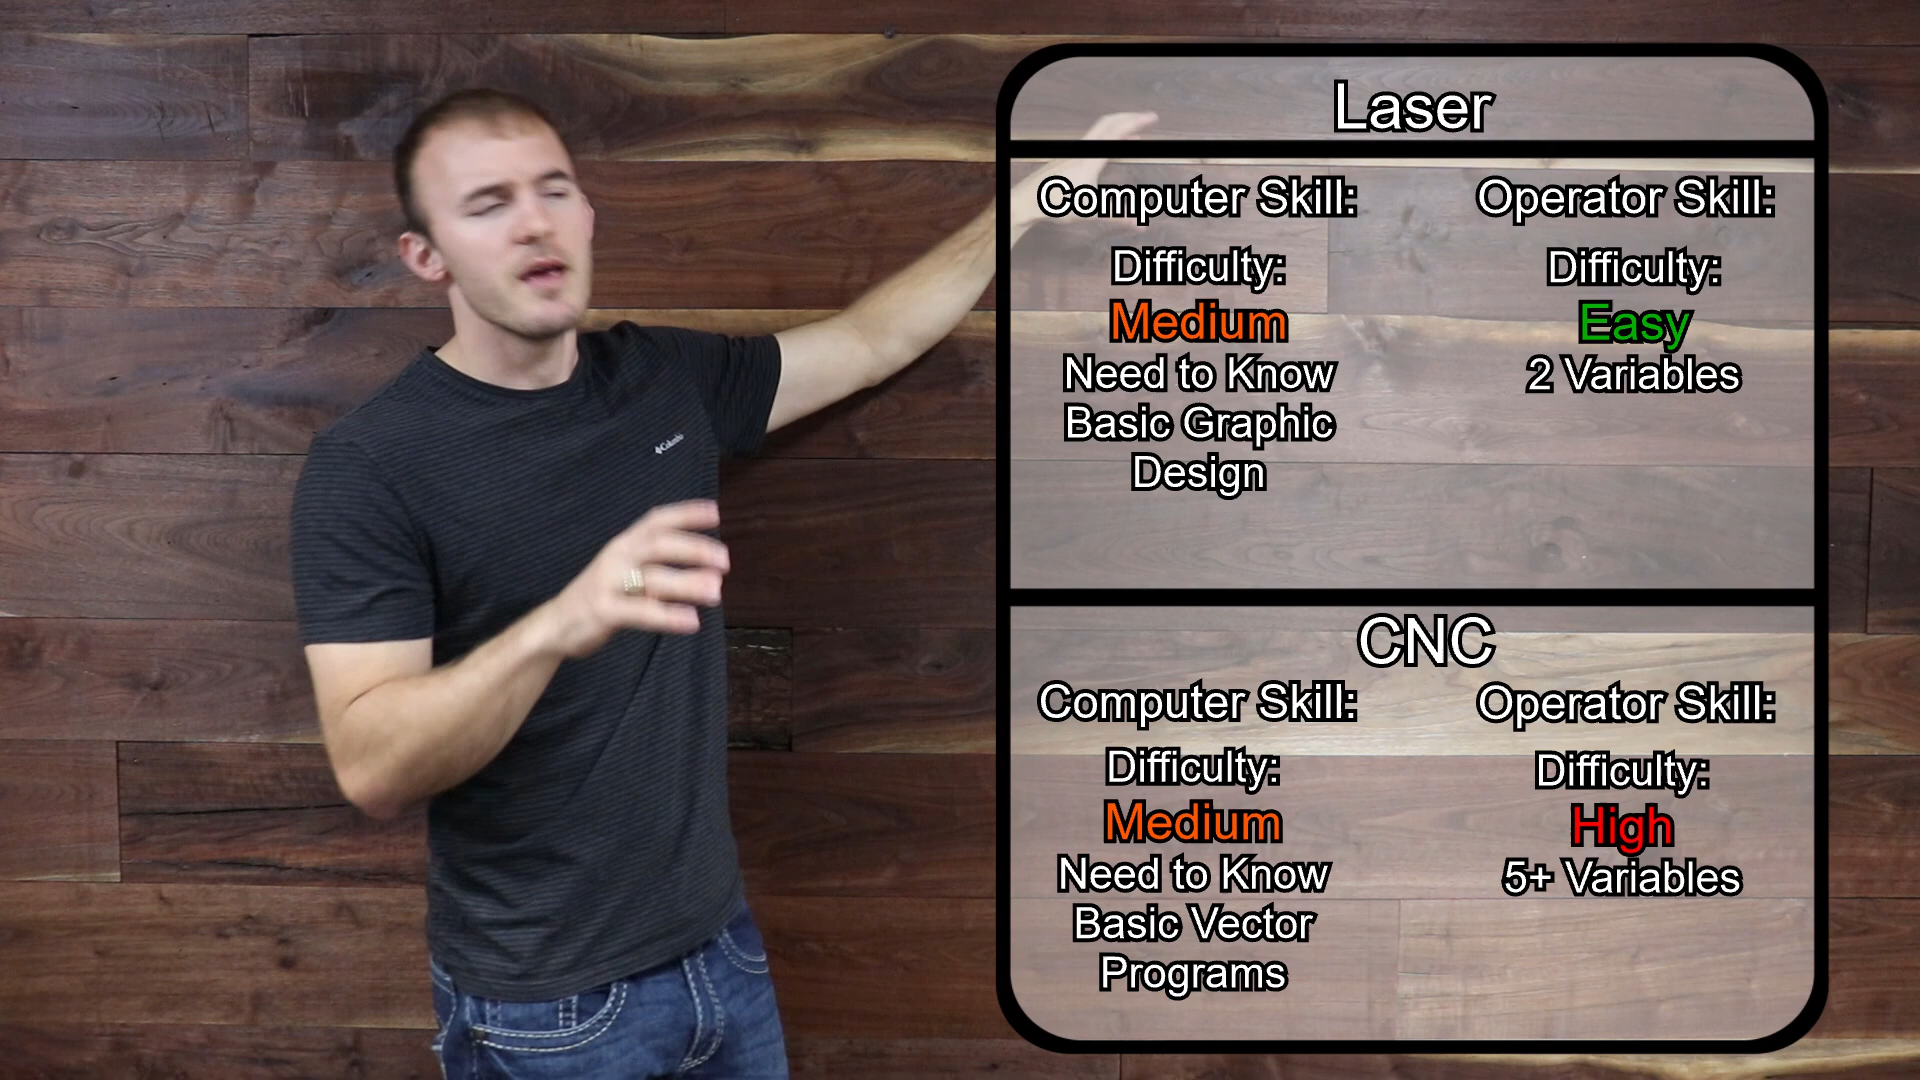 Laser
Computer Skill:
Difficulty:
Medium
Need to Know
Basic Graphic
Design
Operator Skill:
Difficulty:
Easy
2 Variables
CNC
Computer Skill:
Difficulty:
Medium
Need to Know
Basic Vector
Programs
Operator Skill:
Difficulty:
High
5+ Variables
Columbia